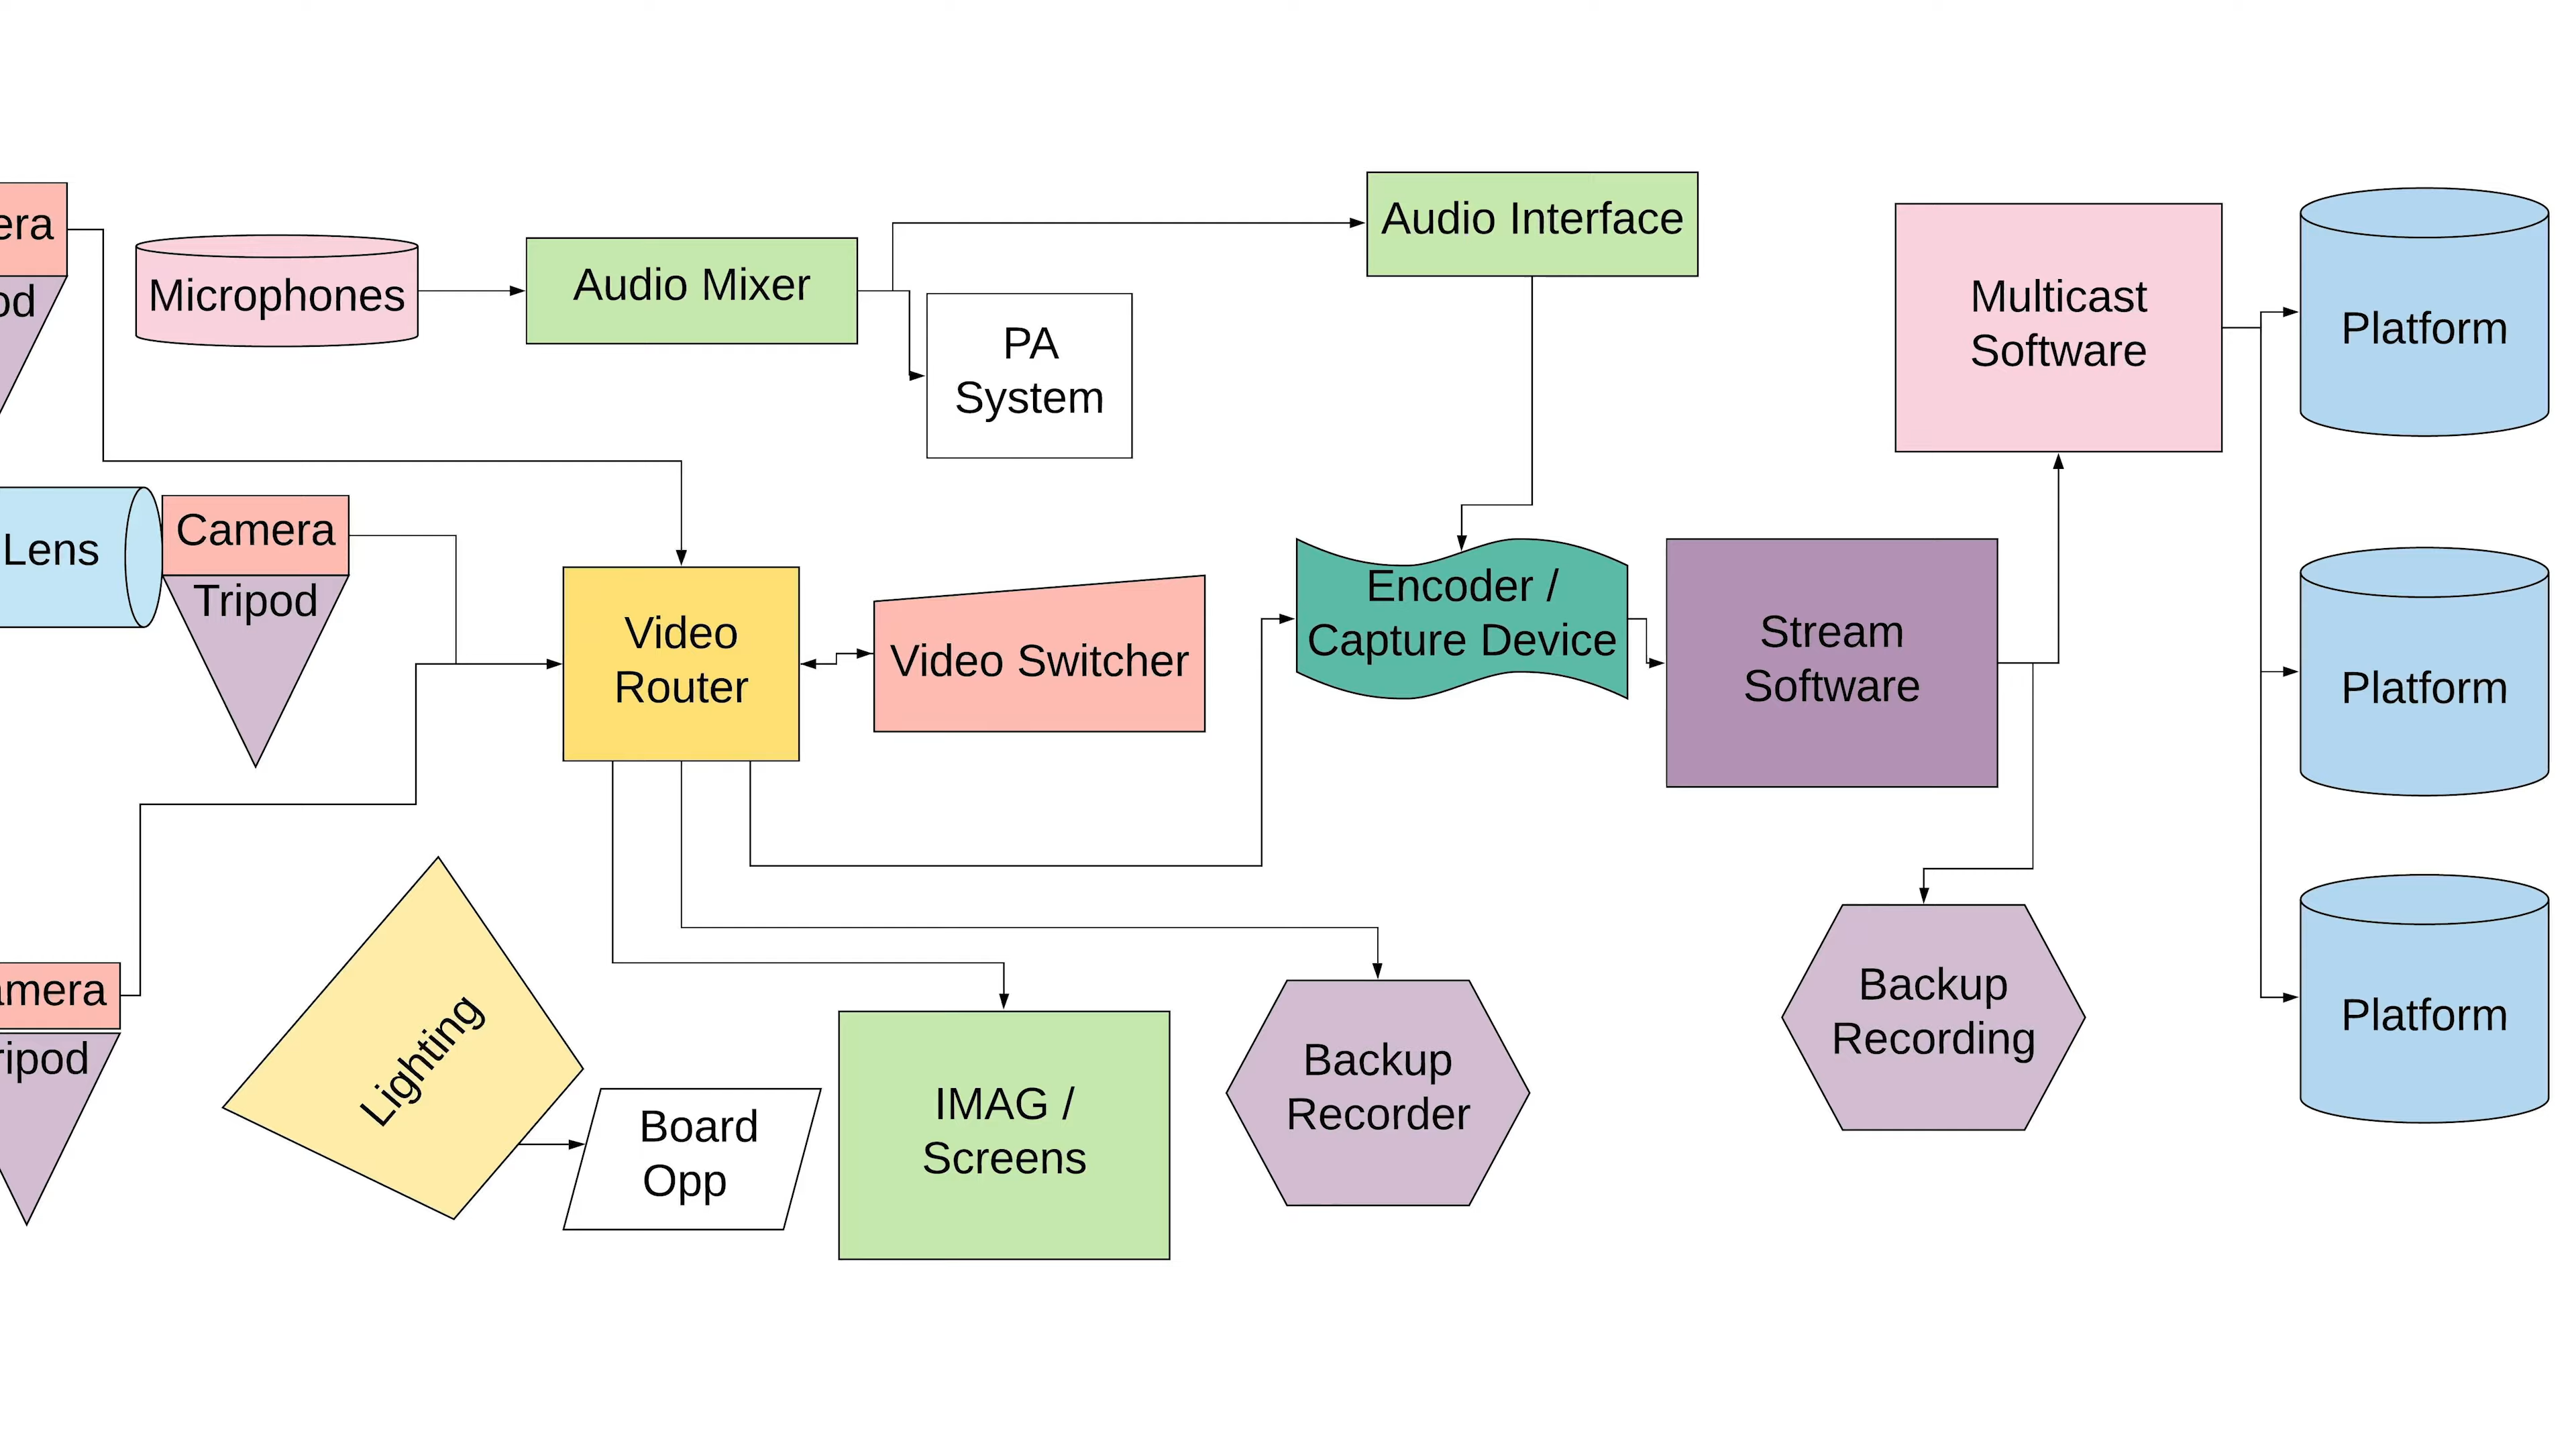 era
od
Microphones
Audio Mixer
PA
System
Audio Interface
Multicast
Software
Platform
Lens
Camera
Tripod
Video
Router
Video Switcher
Encoder /
Capture Device
Stream
Software
Platform
amera
ripod
Lighting
Board
Opp
IMAG /
Screens
Backup
Recorder
Backup
Recording
Platform